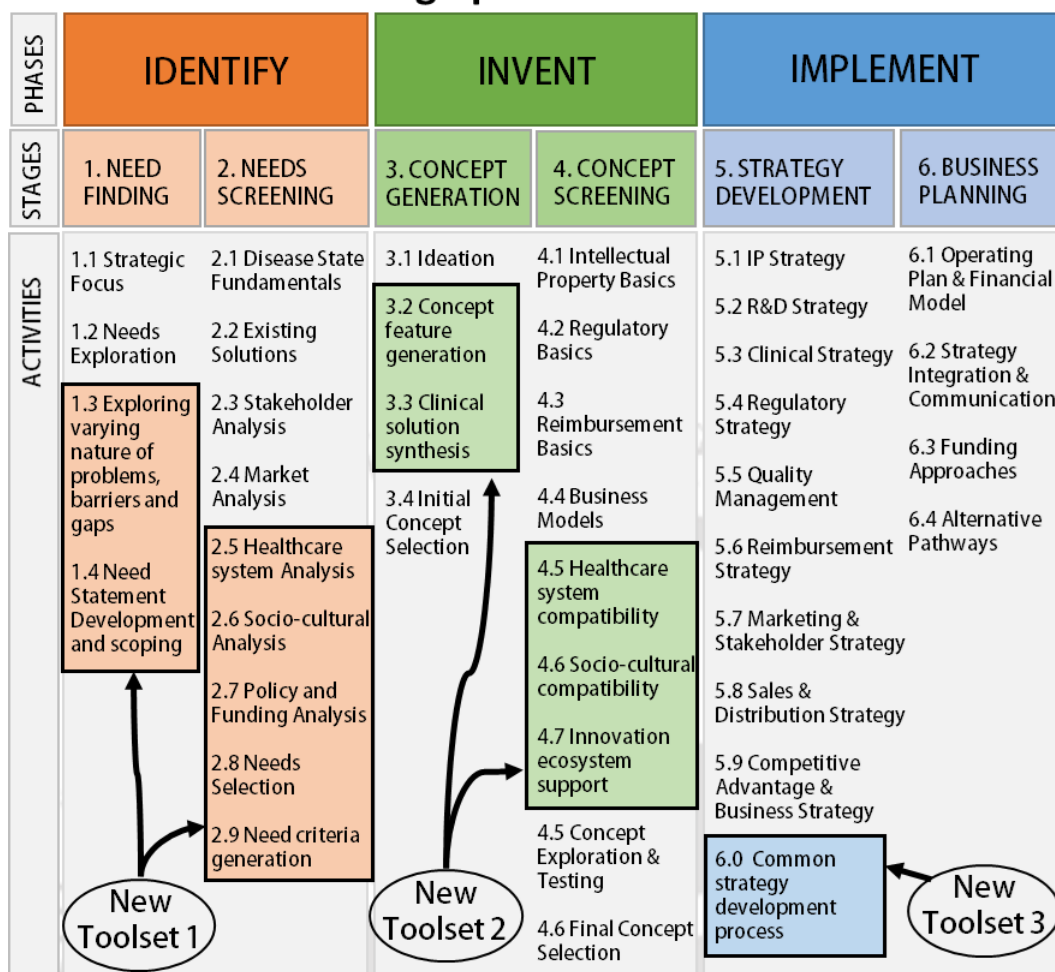 PHASES
IDENTIFY
INVENT
IMPLEMENT
STAGES
1. NEED
FINDING
2. NEEDS
SCREENING
3. CONCEPT
GENERATION
4. CONCEPT
SCREENING
5. STRATEGY
DEVELOPMENT
6. BUSINESS
PLANNING
ACTIVITIES
1.1 Strategic
Focus
1.2 Needs
Exploration
1.3 Exploring
varying
nature of
problems,
barriers and
gaps
1.4 Need
Statement
Development
and scoping
New
Toolset 1
2.1 Disease State
Fundamentals
2.2 Existing
Solutions
2.3 Stakeholder
Analysis
2.4 Market
Analysis
2.5 Healthcare
system Analysis
2.6 Socio-cultural
Analysis
2.7 Policy and
Funding Analysis
2.8 Needs
Selection
2.9 Need criteria
generation
3.1 Ideation
3.2 Concept
feature
generation
3.3 Clinical
solution
synthesis
3.4 Initial
Concept
Selection
New
Toolset 2
4.1 Intellectual
Property Basics
4.2 Regulatory
Basics
4.3
Reimbursement
Basics
4.4 Business
Models
4.5 Healthcare
system
compatibility
4.6 Socio-cultural
compatibility
4.7 Innovation
ecosystem
support
4.5 Concept
Exploration &
Testing
4.6 Final Concept
Selection
5.1 IP Strategy
5.2 R&D Strategy
5.3 Clinical Strategy
5.4 Regulatory
Strategy
5.5 Quality
Management
5.6 Reimbursement
Strategy
5.7 Marketing &
Stakeholder Strategy
5.8 Sales &
Distribution Strategy
5.9 Competitive
Advantage &
Business Strategy
6.0 Common
strategy
development
process
6.1 Operating
Plan & Financial
Model
6.2 Strategy
Integration &
Communication
6.3 Funding
Approaches
6.4 Alternative
Pathways
New
Toolset 3